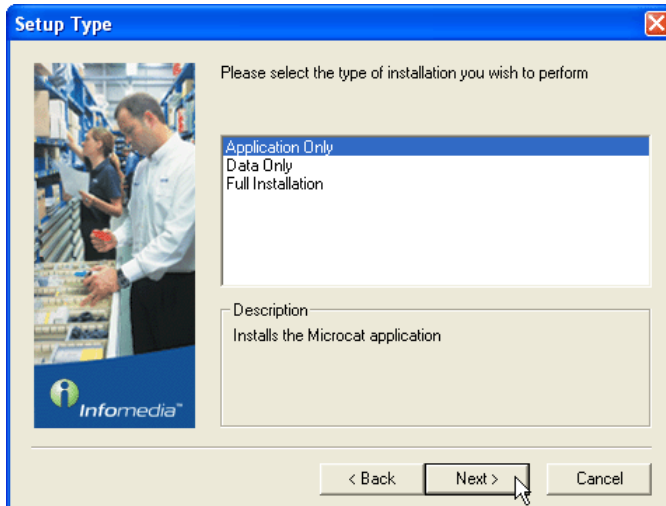 Setup Type
Please select the type of installation you wish to perform
Application Only
Data Only
Full Installation
Description
Installs the Microcat application
Infomedia™
< Back
Next >
Cancel